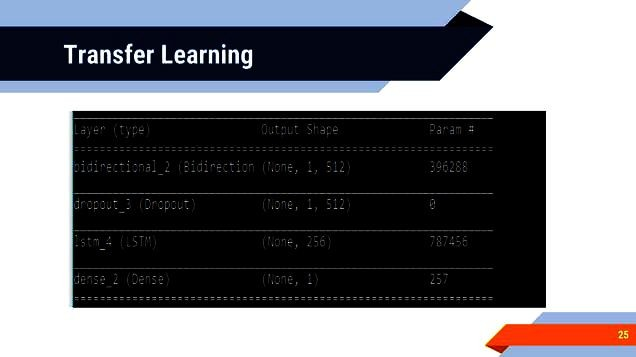 Transfer Learning
Layer (type) Output Shape Param #
bidirectional_2 (Bidirection (None, 1, 512) 396288
dropout_3 (Dropout) (None, 1, 512) 0
lstm_4 (LSTM) (None, 256) 787456
dense_2 (Dense) (None, 1) 257
25